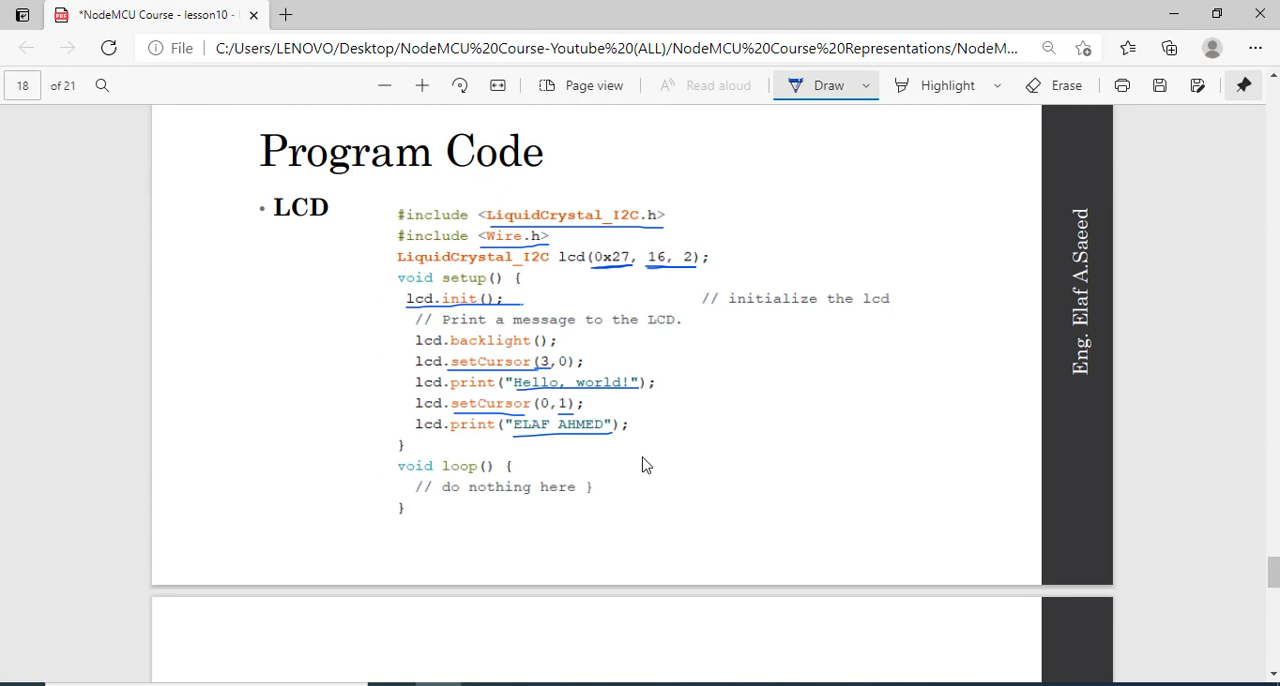 *NodeMCU Course - lesson10 -
File
C:/Users/LENOVO/Desktop/NodeMCU%20Course-Youtube%20(ALL)/NodeMCU%20Course%20Representations/NodeM...
18 of 21
Page view
Read aloud
Draw
Highlight
Erase
Program Code
• LCD
#include <LiquidCrystal_I2C.h>
#include <Wire.h>
LiquidCrystal_I2C lcd(0x27, 16, 2);
void setup() {
lcd.init(); // initialize the lcd
// Print a message to the LCD.
lcd.backlight();
lcd.setCursor(3,0);
lcd.print("Hello, world!");
lcd.setCursor(0,1);
lcd.print("ELAF AHMED");
}
void loop() {
// do nothing here }
}
Eng. Elaf A.Saeed